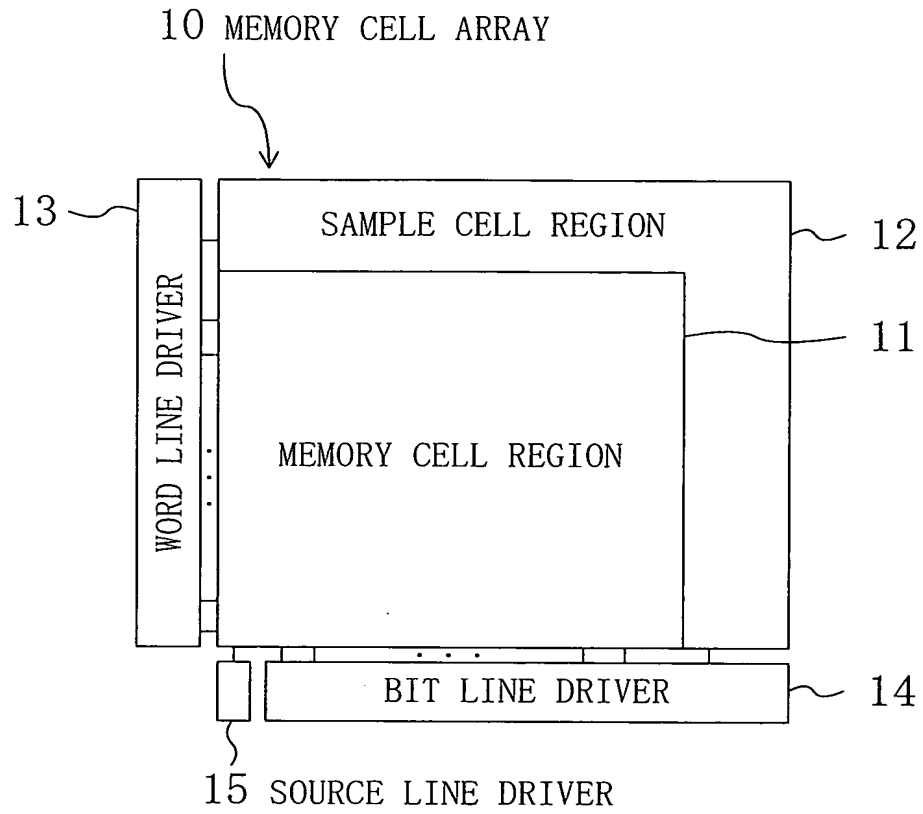 10 MEMORY CELL ARRAY
13
SAMPLE CELL REGION
12
11
WORD LINE DRIVER
MEMORY CELL REGION
BIT LINE DRIVER
14
15 SOURCE LINE DRIVER